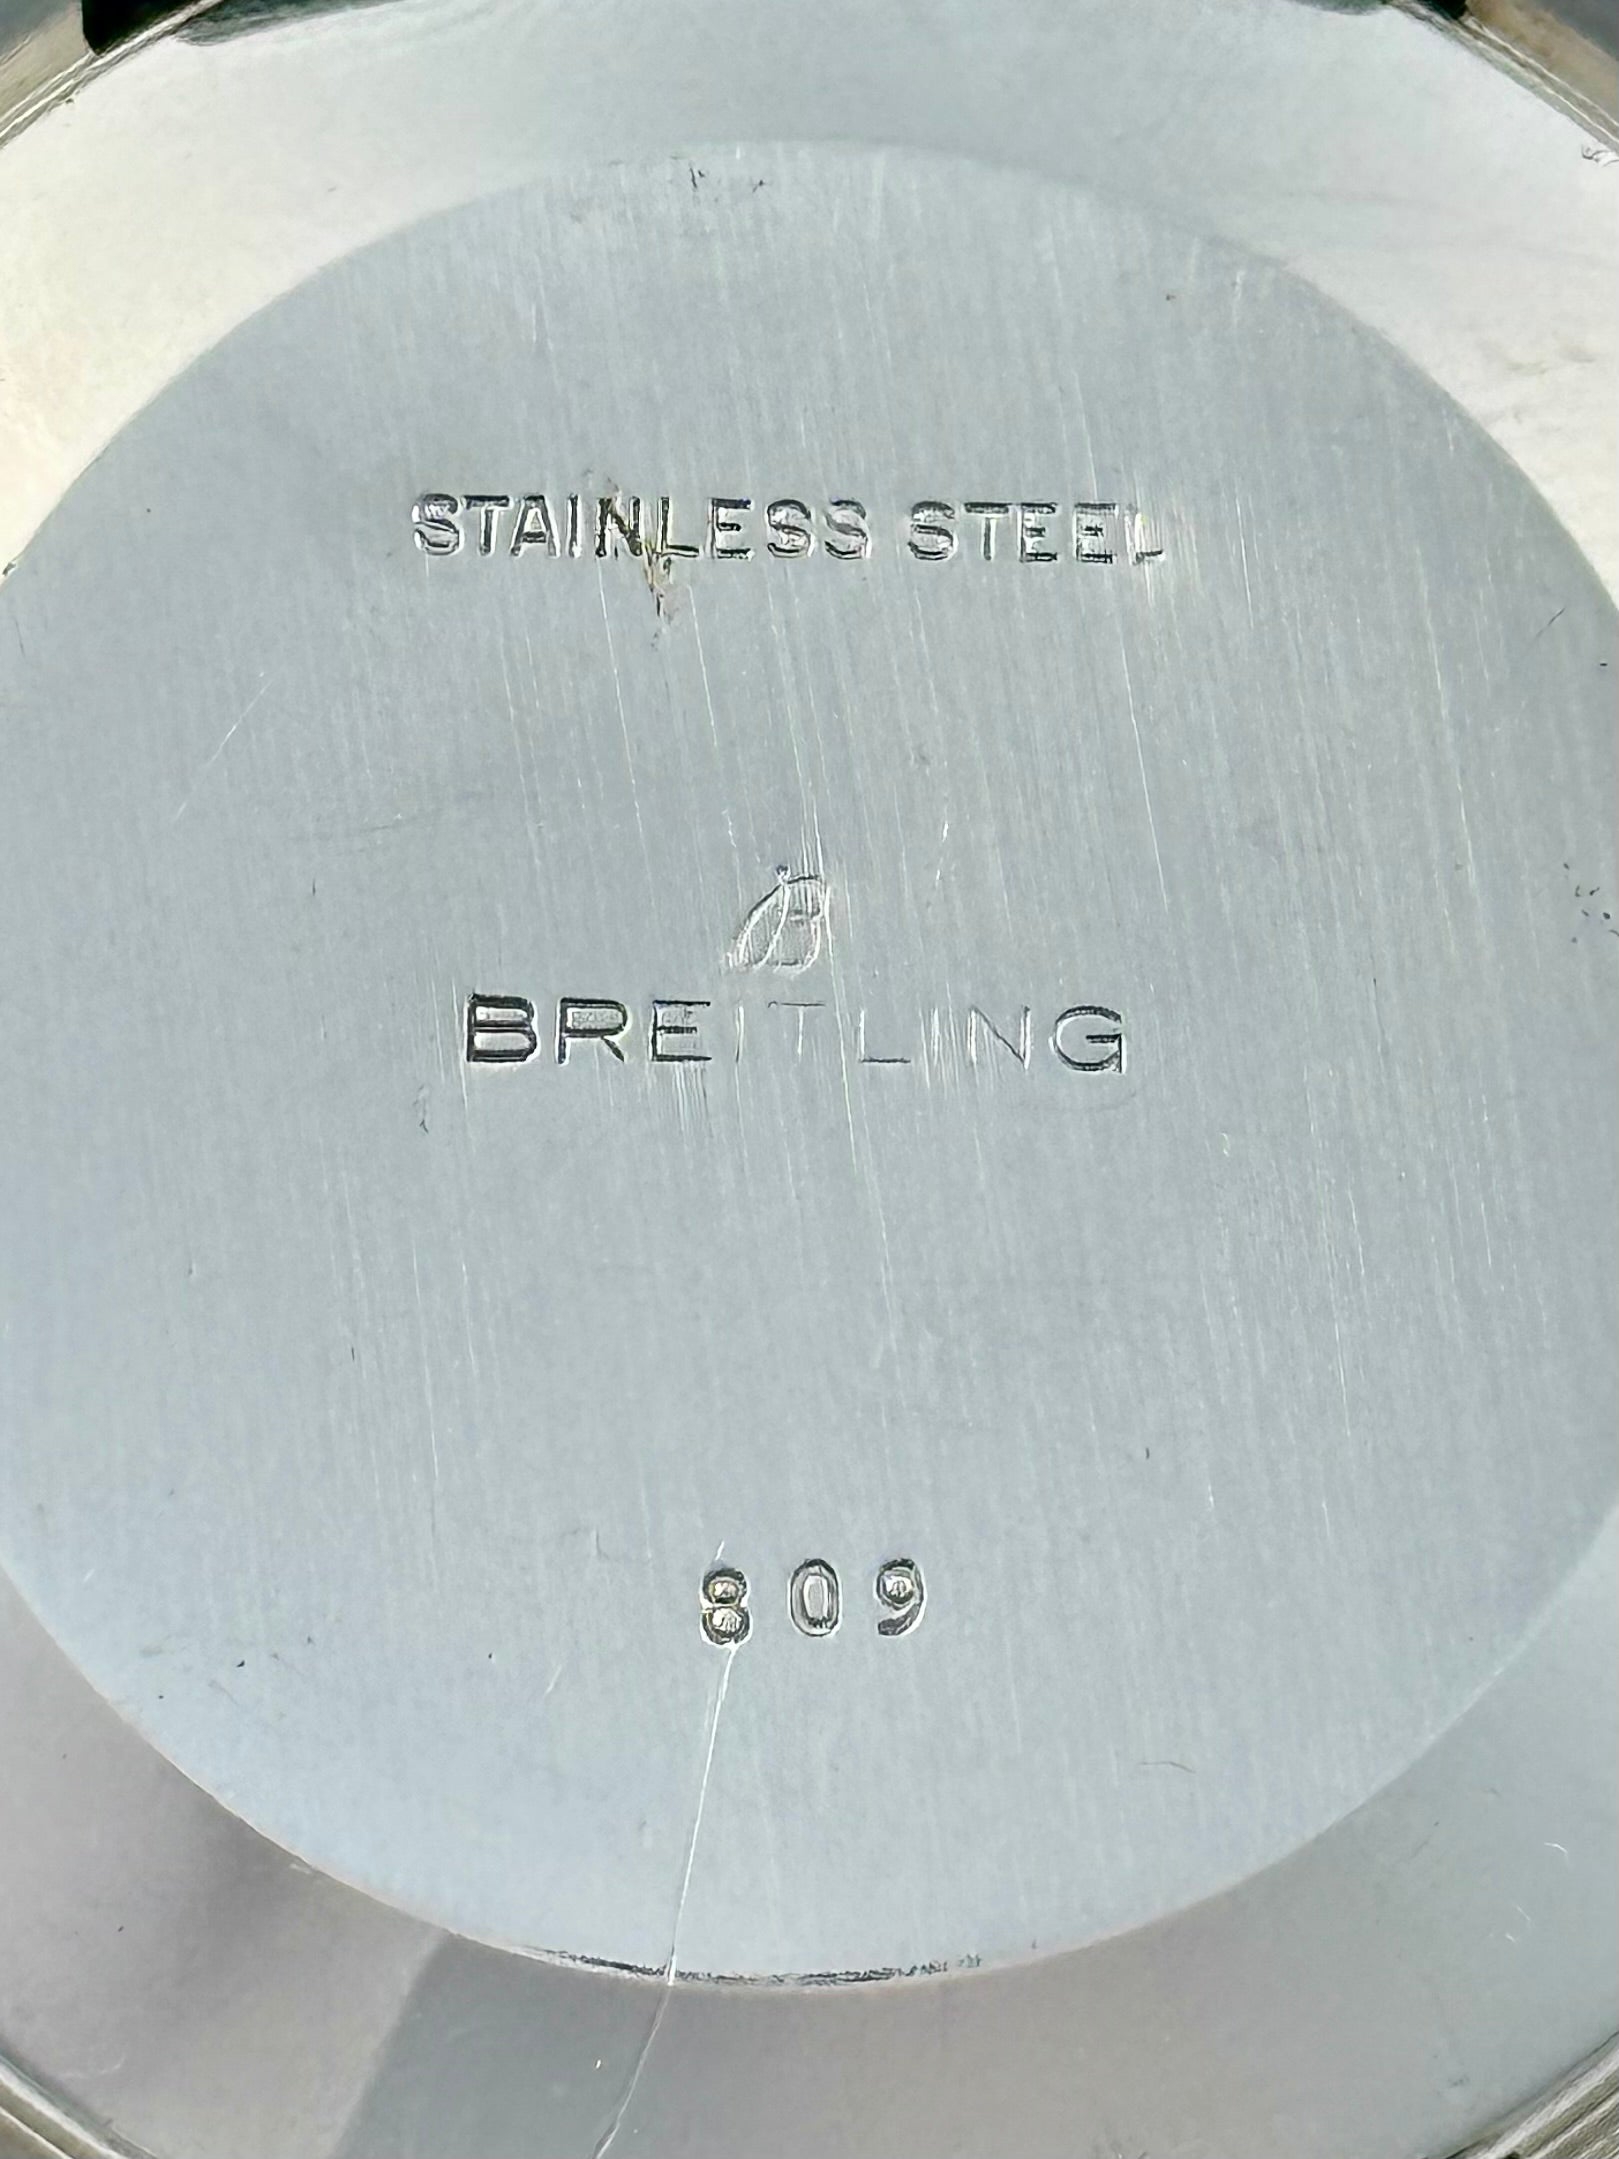 STAINLESS STEEL
B
BREITLING
809